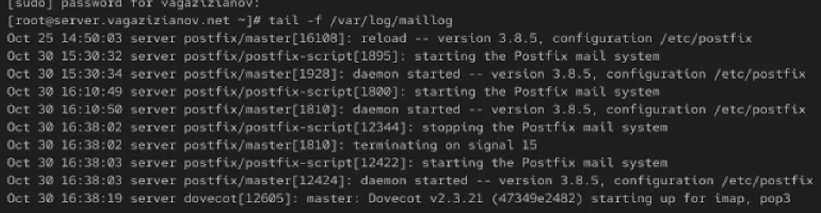 [sudo] password for vagazizianov:
[root@server.vagazizianov.net ~]# tail -f /var/log/maillog
Oct 25 14:50:03 server postfix/master[16108]: reload -- version 3.8.5, configuration /etc/postfix
Oct 30 15:30:32 server postfix/postfix-script[1895]: starting the Postfix mail system
Oct 30 15:30:34 server postfix/master[1928]: daemon started -- version 3.8.5, configuration /etc/postfix
Oct 30 16:10:49 server postfix/postfix-script[1800]: starting the Postfix mail system
Oct 30 16:10:50 server postfix/master[1810]: daemon started -- version 3.8.5, configuration /etc/postfix
Oct 30 16:38:02 server postfix/postfix-script[12344]: stopping the Postfix mail system
Oct 30 16:38:02 server postfix/master[1810]: terminating on signal 15
Oct 30 16:38:03 server postfix/postfix-script[12422]: starting the Postfix mail system
Oct 30 16:38:03 server postfix/master[12424]: daemon started -- version 3.8.5, configuration /etc/postfix
Oct 30 16:38:19 server dovecot[12605]: master: Dovecot v2.3.21 (47349e2482) starting up for imap, pop3